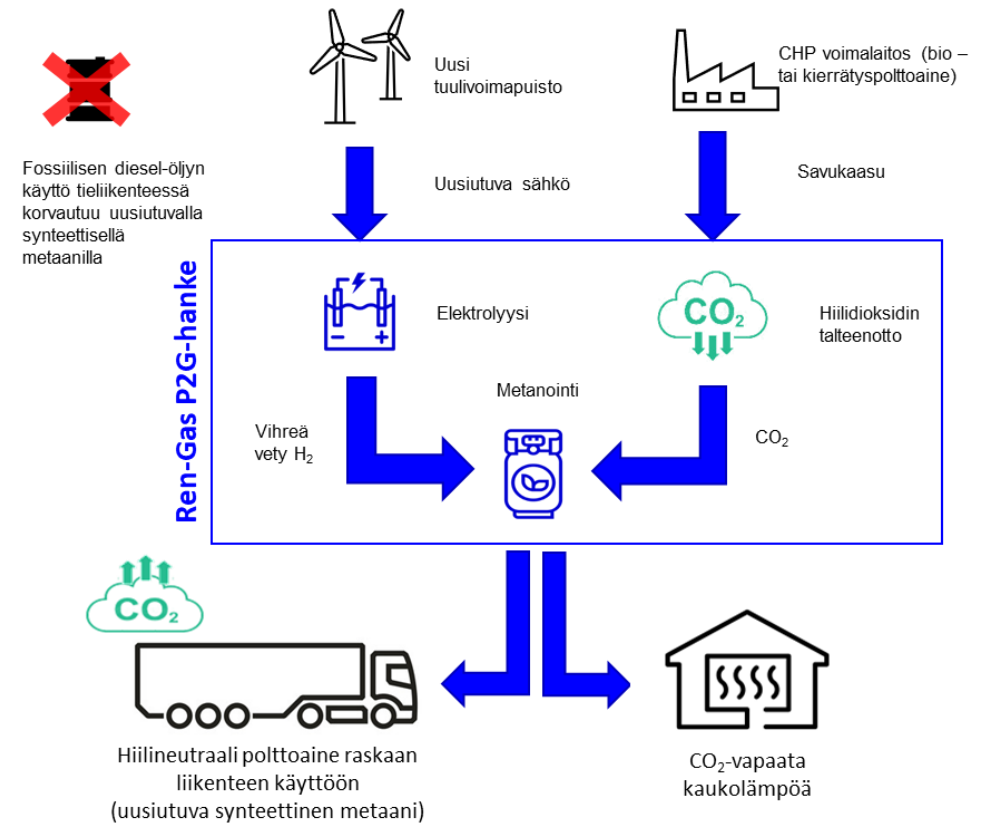 Uusi
tuulivoimapuisto
CHP voimalaitos (bio –
tai kierrätyspolttoaine)
Fossiilisen diesel-öljyn
käyttö tieliikenteessä
korvautuu uusiutuvalla
synteettisellä
metaanilla
Uusiutuva sähkö
Savukaasu
Ren-Gas P2G-hanke
Elektrolyysi
CO₂
Hiilidioksidin
talteenotto
Metanointi
Vihreä
vety H₂
CO₂
CO₂
Hiilineutraali polttoaine raskaan
liikenteen käyttöön
(uusiutuva synteettinen metaani)
CO₂-vapaata
kaukolämpöä